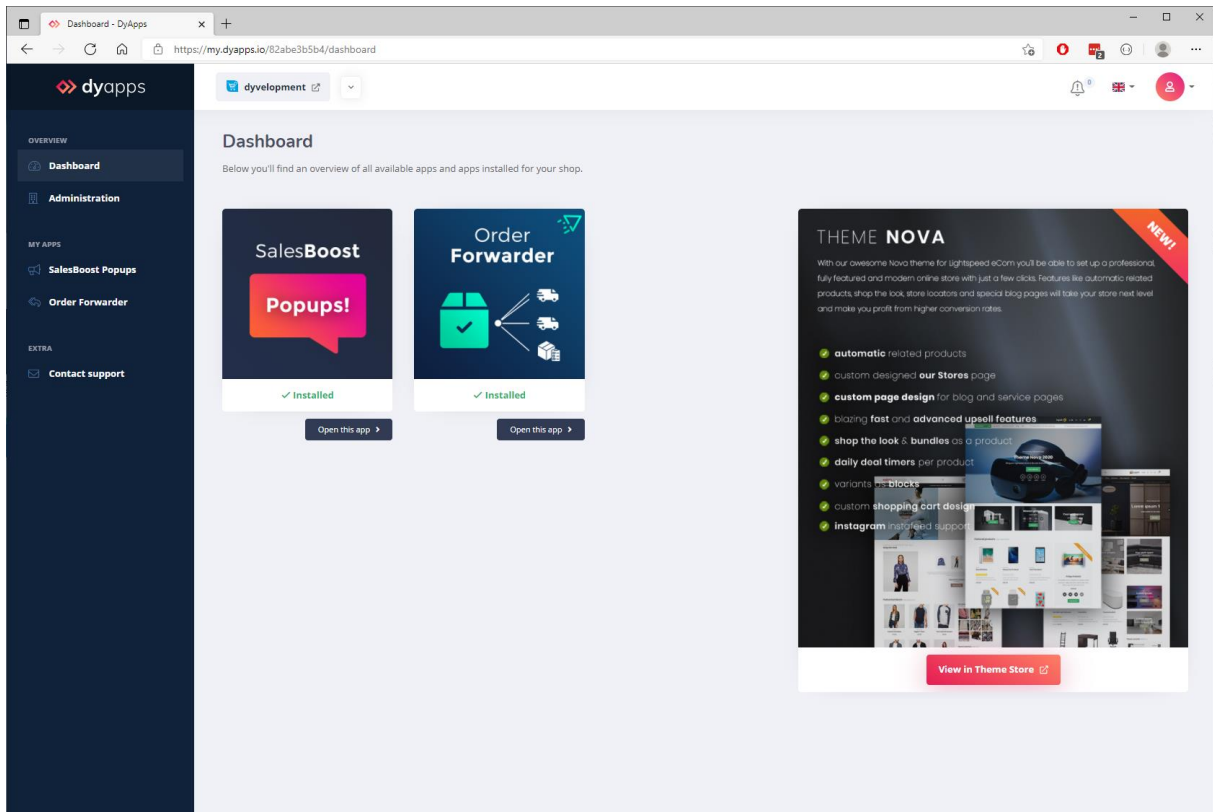 Dashboard - DyApps
https://my.dyapps.io/82abe3b5b4/dashboard
2
dyapps
dyvelopment
0
OVERVIEW
Dashboard
Administration
MY APPS
SalesBoost Popups
Order Forwarder
EXTRA
Contact support
Dashboard
Below you'll find an overview of all available apps and apps installed for your shop.
SalesBoost
Popups!
Installed
Open this app
Order
Forwarder
Installed
Open this app
NEW!
THEME NOVA
With our awesome Nova theme for Lightspeed eCom you'll be able to set up a professional,
fully featured and modern online store with just a few clicks. Features like automatic related
products, shop the look, store locators and special blog pages will take your store next level
and make you profit from higher conversion rates.
automatic related products
custom designed our Stores page
custom page design for blog and service pages
blazing fast and advanced upsell features
shop the look & bundles as a product
daily deal timers per product
variants as blocks
custom shopping cart design
instagram instafeed support
View in Theme Store